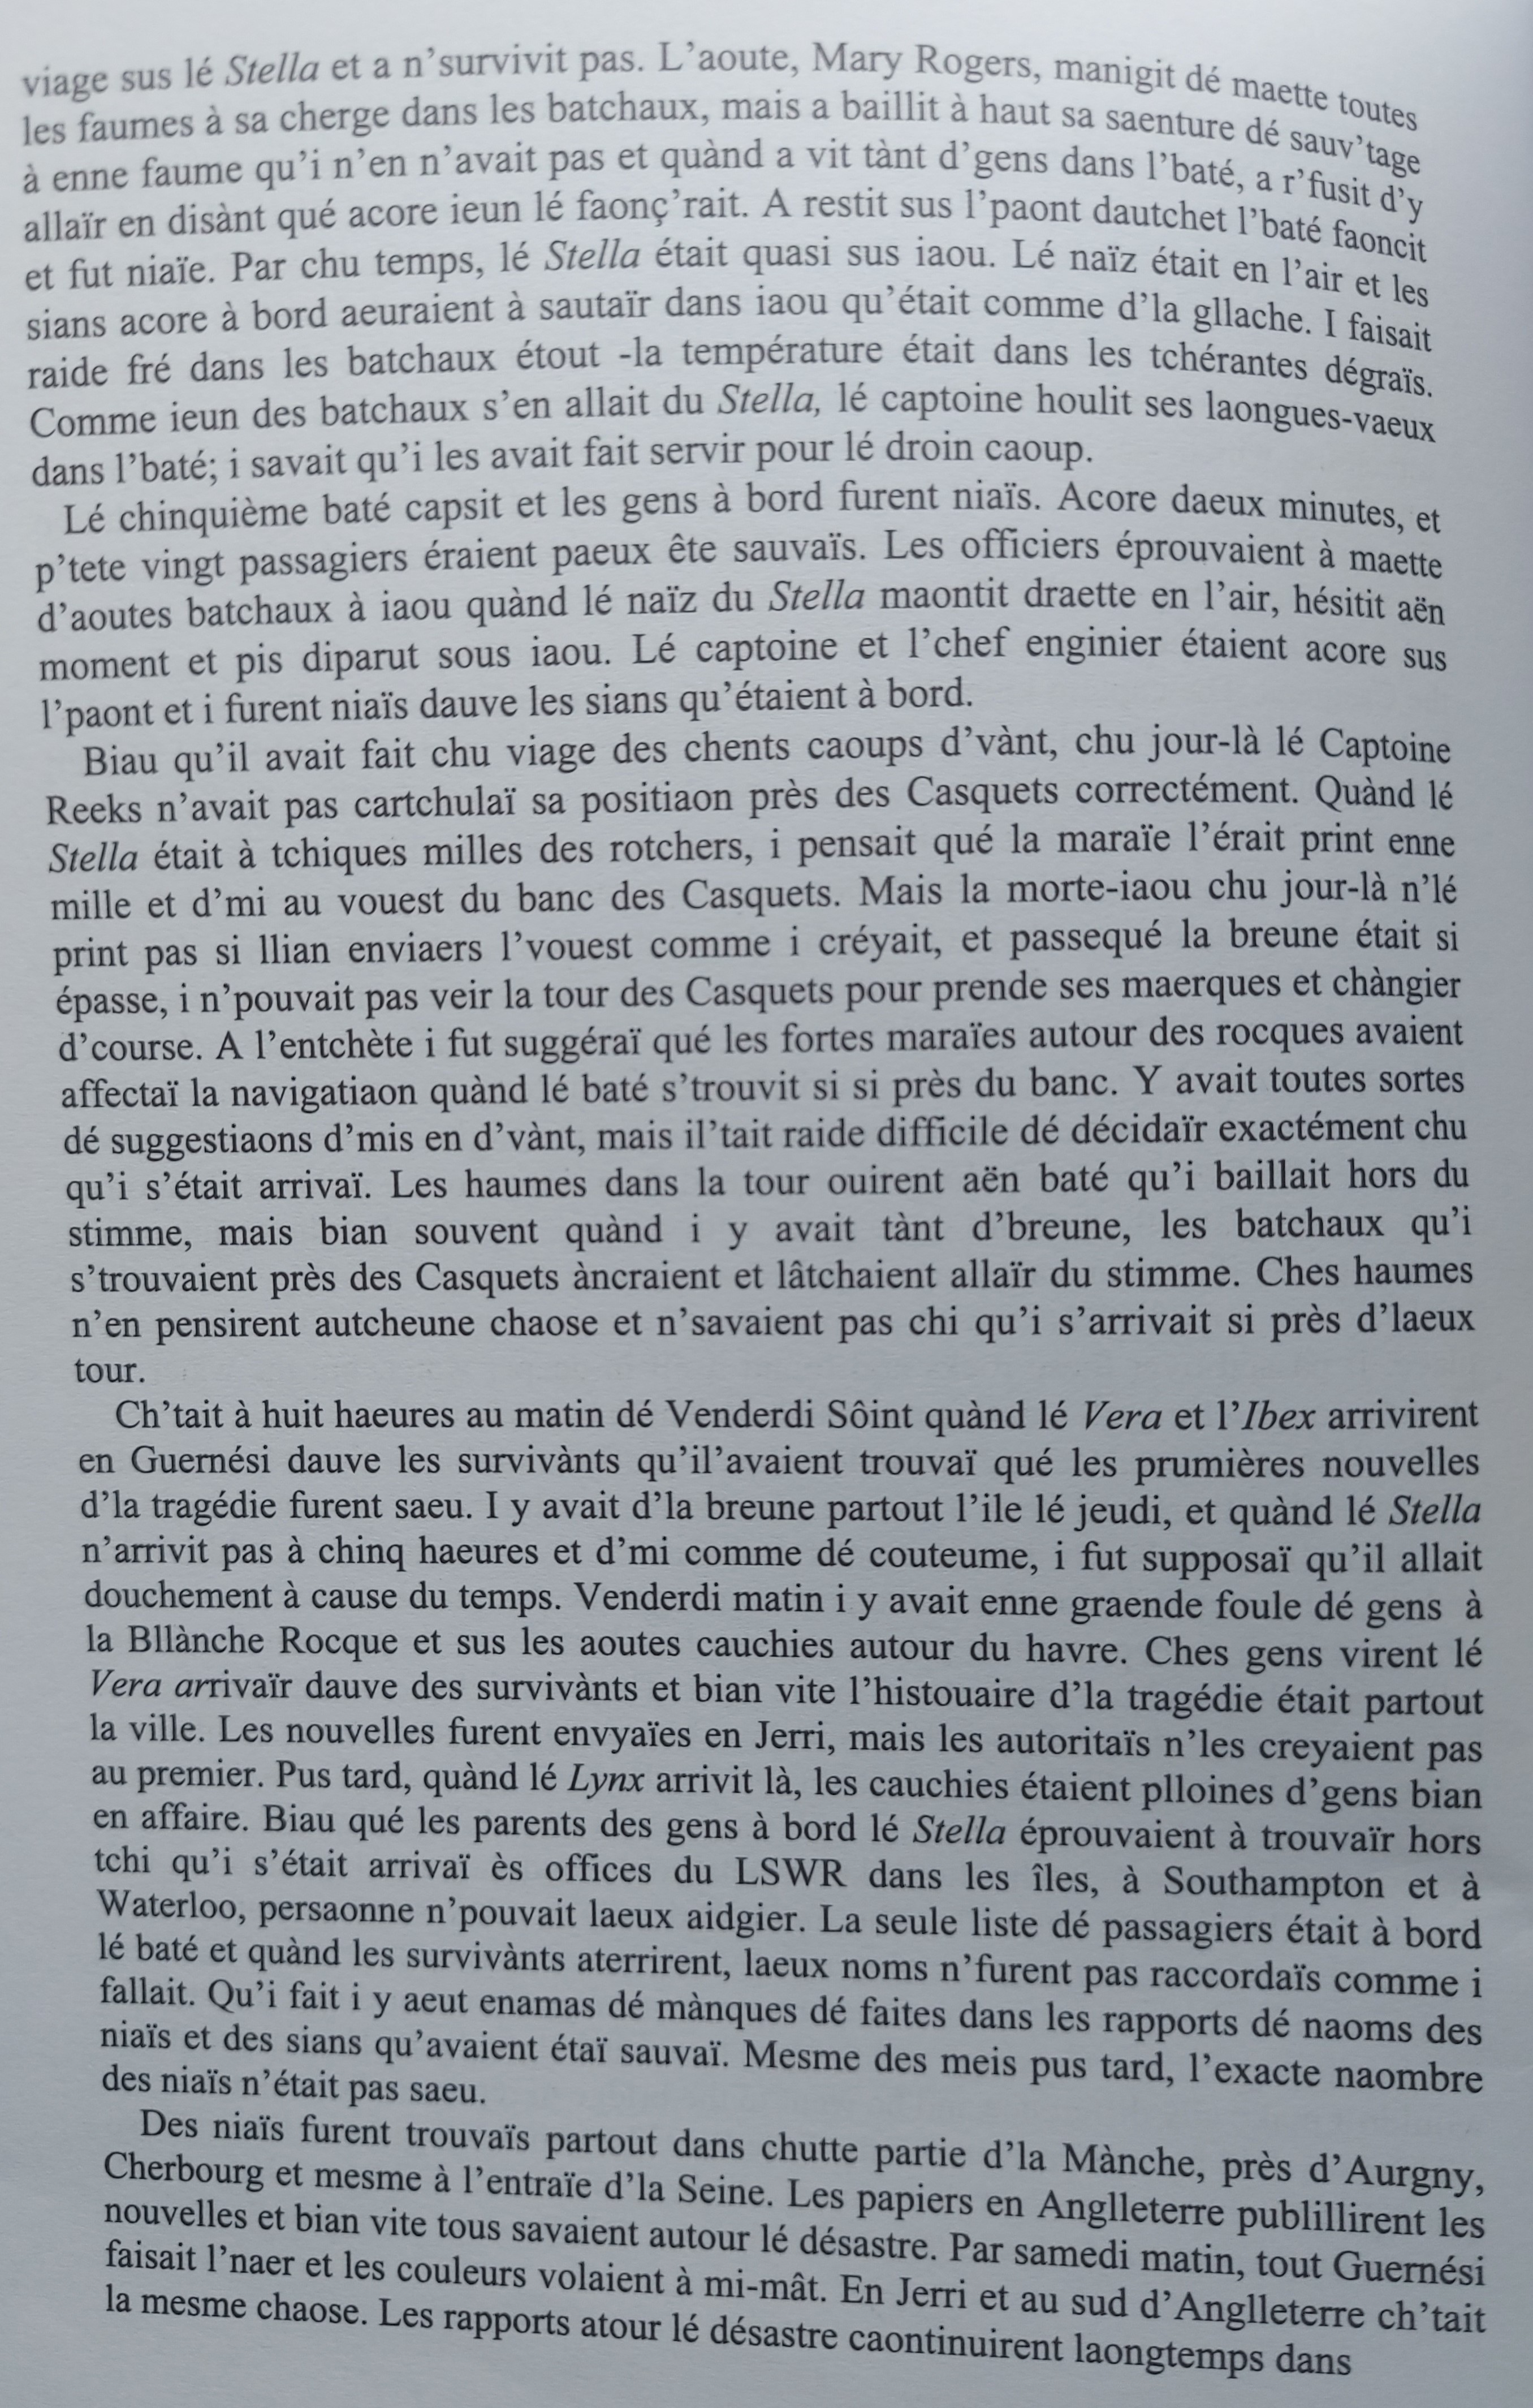 viage sus lé Stella et a n'survivit pas. L'aoute, Mary Rogers, manigit dé maette toutes
les faumes à sa cherge dans les batchaux, mais a baillit à haut sa saenture dé sauv'tage
à enne faume qu'i n'en n'avait pas et quànd a vit tànt d'gens dans l'baté, a r'fusit d'y
allaïr en disànt qué acore ieun lé faonç'rait. A restit sus l'paont dautchet l'baté faoncit
et fut niaïe. Par chu temps, lé Stella était quasi sus iaou. Lé naïz était en l'air et les
sians acore à bord aeuraient à sautaïr dans iaou qu'était comme d'la gllache. I faisait
raide fré dans les batchaux étout -la température était dans les tchérantes dégraïs.
Comme ieun des batchaux s'en allait du Stella, lé captoine houlit ses laongues-vaeux
dans l'baté; i savait qu'i les avait fait servir pour lé droin caoup.
Lé chinquième baté capsit et les gens à bord furent niaïs. Acore daeux minutes, et
p'tete vingt passagiers éraient paeux ête sauvaïs. Les officiers éprouvaient à maette
d'aoutes batchaux à iaou quànd lé naïz du Stella maontit draette en l'air, hésitit aën
moment et pis diparut sous iaou. Lé captoine et l'chef enginier étaient acore sus
l'paont et i furent niaïs dauve les sians qu'étaient à bord.
Biau qu'il avait fait chu viage des chents caoups d'vànt, chu jour-là lé Captoine
Reeks n'avait pas cartchulaï sa positiaon près des Casquets correctément. Quànd lé
Stella était à tchiques milles des rotchers, i pensait qué la maraïe l'érait print enne
mille et d'mi au vouest du banc des Casquets. Mais la morte-iaou chu jour-là n'lé
print pas si llian enviaers l'vouest comme i créyait, et passequé la breune était si
épasse, i n'pouvait pas veir la tour des Casquets pour prende ses maerques et chàngier
d'course. A l'entchète i fut suggéraï qué les fortes maraïes autour des rocques avaient
affectaï la navigatiaon quànd lé baté s'trouvit si si près du banc. Y avait toutes sortes
dé suggestiaons d'mis en d'vànt, mais il'tait raide difficile dé décidaïr exactément chu
qu'i s'était arrivaï. Les haumes dans la tour ouirent aën baté qu'i baillait hors du
stimme, mais bian souvent quànd i y avait tànt d'breune, les batchaux qu'i
s'trouvaient près des Casquets àncraient et lâtchaient allaïr du stimme. Ches haumes
n'en pensirent autcheune chaose et n'savaient pas chi qu'i s'arrivait si près d'laeux
tour.
Ch'tait à huit haeures au matin dé Venderdi Sôint quànd lé Vera et l'Ibex arrivirent
en Guernési dauve les survivànts qu'il'avaient trouvaï qué les prumières nouvelles
d'la tragédie furent saeu. I y avait d'la breune partout l'ile lé jeudi, et quànd lé Stella
n'arrivit pas à chinq haeures et d'mi comme dé couteume, i fut supposaï qu'il allait
douchement à cause du temps. Venderdi matin i y avait enne graende foule dé gens à
la Bllànche Rocque et sus les aoutes cauchies autour du havre. Ches gens virent lé
Vera arrivaïr dauve des survivànts et bian vite l'histouaire d'la tragédie était partout
la ville. Les nouvelles furent envyaïes en Jerri, mais les autoritaïs n'les creyaient pas
au premier. Pus tard, quànd lé Lynx arrivit là, les cauchies étaient plloines d'gens bian
en affaire. Biau qué les parents des gens à bord lé Stella éprouvaient à trouvaïr hors
tchi qu'i s'était arrivaï ès offices du LSWR dans les îles, à Southampton et à
Waterloo, persaonne n'pouvait laeux aidgier. La seule liste dé passagiers était à bord
lé baté et quànd les survivànts aterrirent, laeux noms n'furent pas raccordaïs comme i
fallait. Qu'i fait i y aeut enamas dé mànques dé faites dans les rapports dé naoms des
niaïs et des sians qu'avaient étaï sauvaï. Mesme des meis pus tard, l'exacte naombre
des niaïs n'était pas saeu.
Des niaïs furent trouvaïs partout dans chutte partie d'la Mànche, près d'Aurgny,
Cherbourg et mesme à l'entraïe d'la Seine. Les papiers en Anglleterre publillirent les
nouvelles et bian vite tous savaient autour lé désastre. Par samedi matin, tout Guernési
faisait l'naer et les couleurs volaient à mi-mât. En Jerri et au sud d'Anglleterre ch'tait
la mesme chaose. Les rapports atour lé désastre caontinuirent laongtemps dans